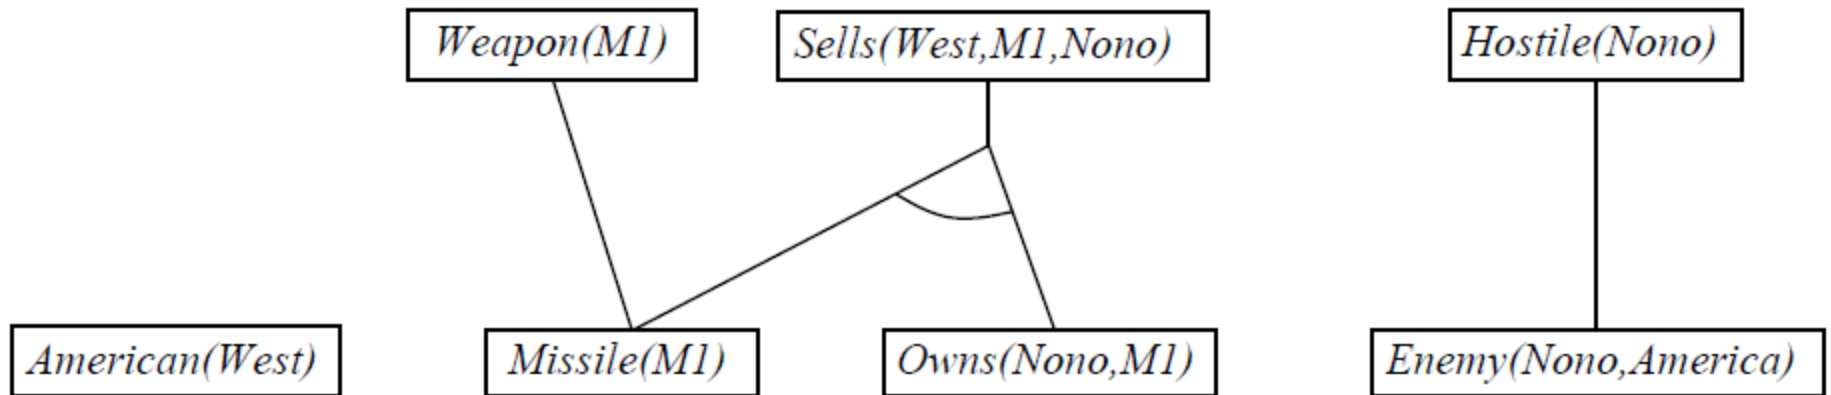 Weapon(M1)
Sells(West,M1,Nono)
Hostile(Nono)
American(West)
Missile(M1)
Owns(Nono,M1)
Enemy(Nono,America)